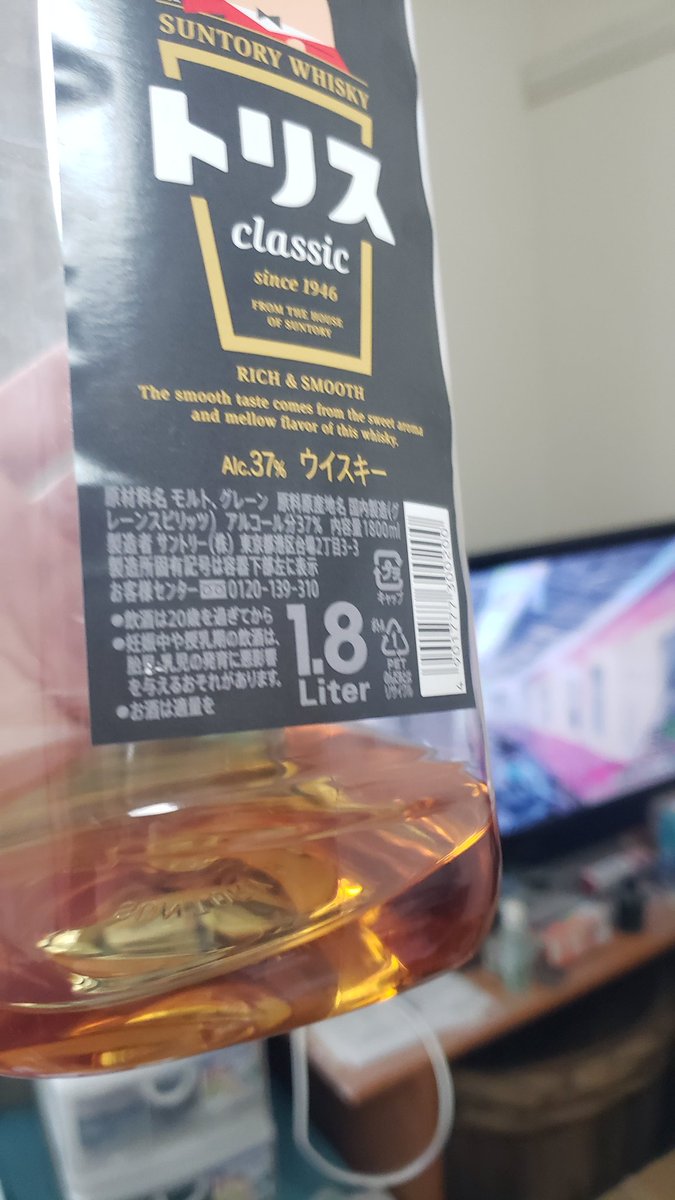 SUNTORY WHISKY
トリス
classic
since 1946
FROM THE HOUSE
OF SUNTORY
RICH & SMOOTH
The smooth taste comes from the sweet aroma
and mellow flavor of this whisky.
Alc.37% ウイスキー
原材料名 モルト、グレーン 原料原産地名 国内製造(グ
レーンスピリッツ) アルコール分37% 内容量1800ml
製造者 サントリー(株) 東京都港区台場2丁目3-3
製造所固有記号は容器下部左に表示
お客様センター 0120-139-310
●飲酒は20歳を過ぎてから
●妊娠中や授乳期の飲酒は、
胎児・乳児の発育に悪影響
を与えるおそれがあります。
●お酒は適量を
1.8
Liter
プラ
キャップ
PET
4 901777 300200